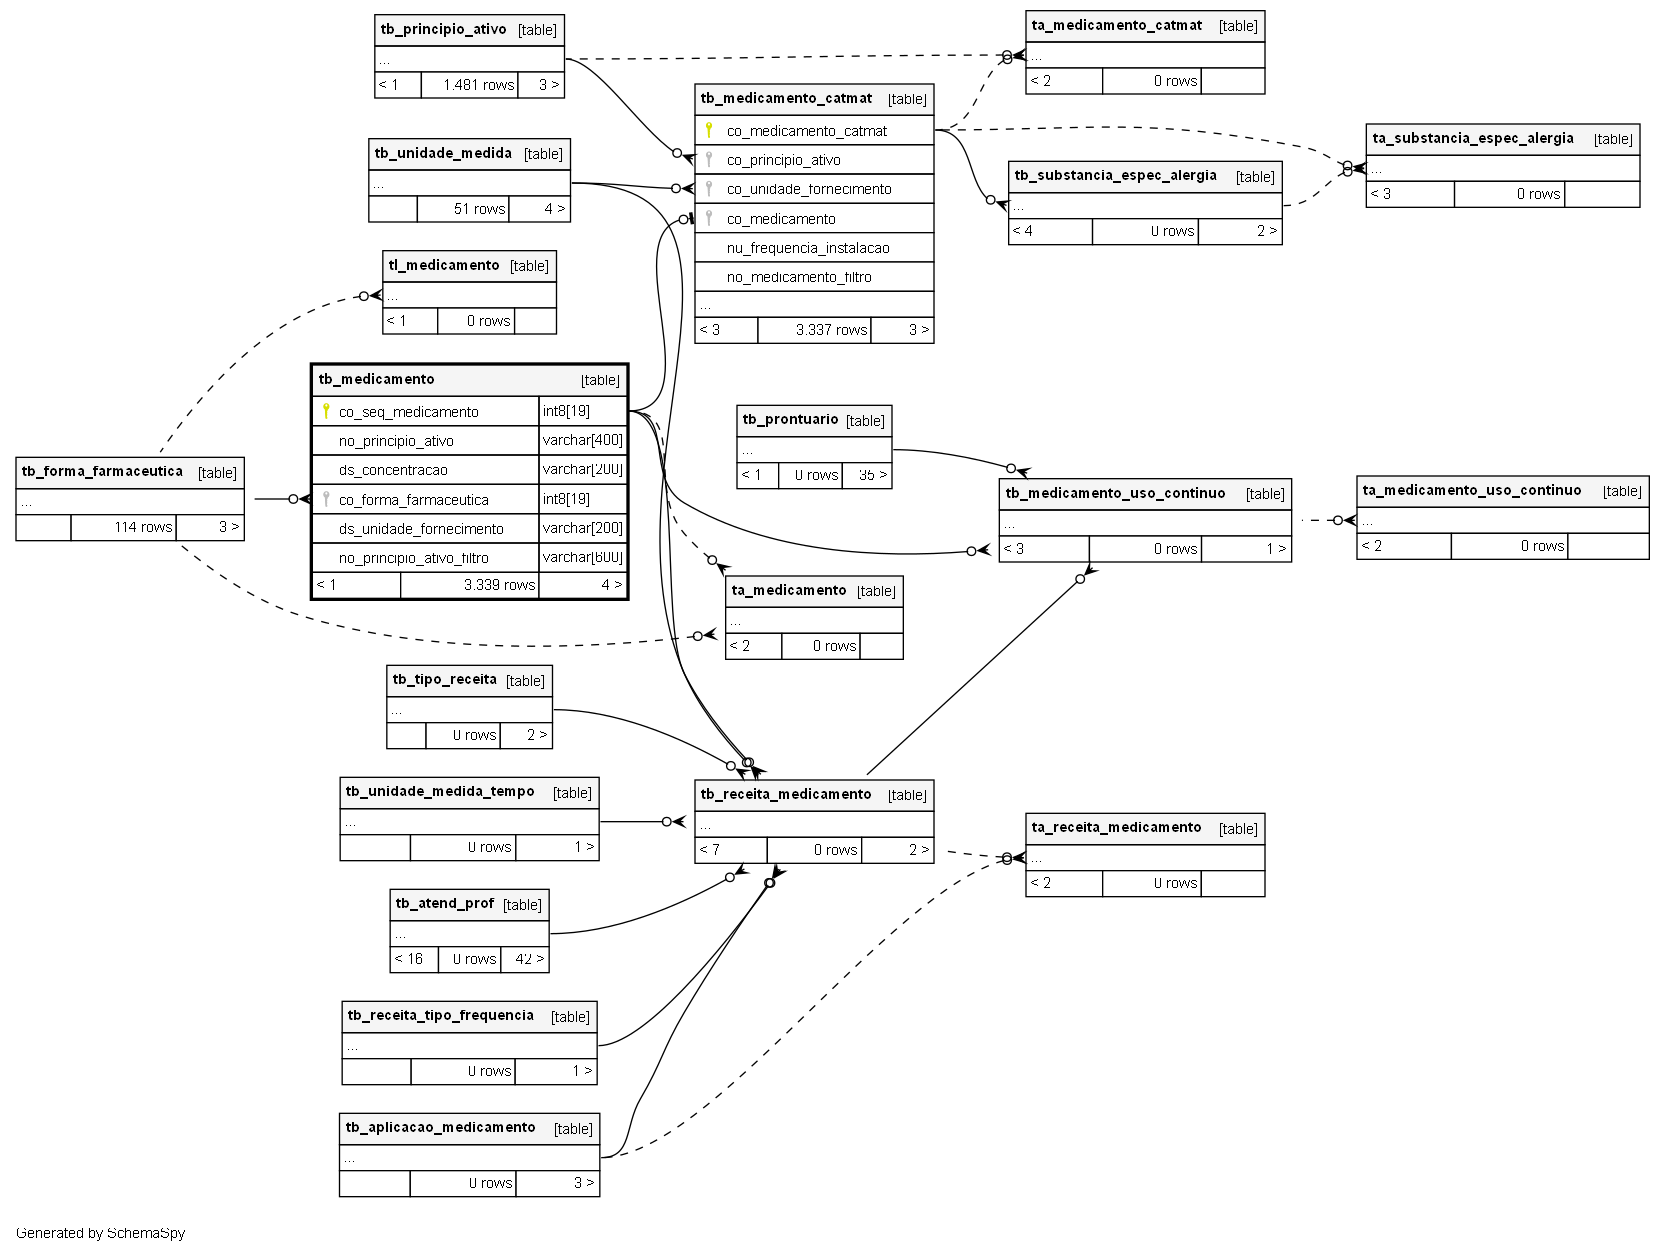 tb_principio_ativo [table]
...
< 1 1.481 rows 3 >
ta_medicamento_catmat [table]
...
< 2 0 rows
tb_medicamento_catmat [table]
co_medicamento_catmat
co_principio_ativo
co_unidade_fornecimento
co_medicamento
nu_frequencia_instalacao
no_medicamento_filtro
...
< 3 3.337 rows 3 >
tb_unidade_medida [table]
...
51 rows 4 >
ta_substancia_espec_alergia [table]
...
< 3 0 rows
tb_substancia_espec_alergia [table]
...
< 4 0 rows 2 >
tl_medicamento [table]
...
< 1 0 rows
tb_medicamento [table]
co_seq_medicamento int8[19]
no_principio_ativo varchar[400]
ds_concentracao varchar[200]
co_forma_farmaceutica int8[19]
ds_unidade_fornecimento varchar[200]
no_principio_ativo_filtro varchar[600]
< 1 3.339 rows 4 >
tb_forma_farmaceutica [table]
...
114 rows 3 >
tb_prontuario [table]
...
< 1 0 rows 35 >
tb_medicamento_uso_continuo [table]
...
< 3 0 rows 1 >
ta_medicamento_uso_continuo [table]
...
< 2 0 rows
ta_medicamento [table]
...
< 2 0 rows
tb_tipo_receita [table]
...
0 rows 2 >
tb_unidade_medida_tempo [table]
...
0 rows 1 >
tb_receita_medicamento [table]
...
< 7 0 rows 2 >
ta_receita_medicamento [table]
...
< 2 0 rows
tb_atend_prof [table]
...
< 16 0 rows 42 >
tb_receita_tipo_frequencia [table]
...
0 rows 1 >
tb_aplicacao_medicamento [table]
...
0 rows 3 >
Generated by SchemaSpy